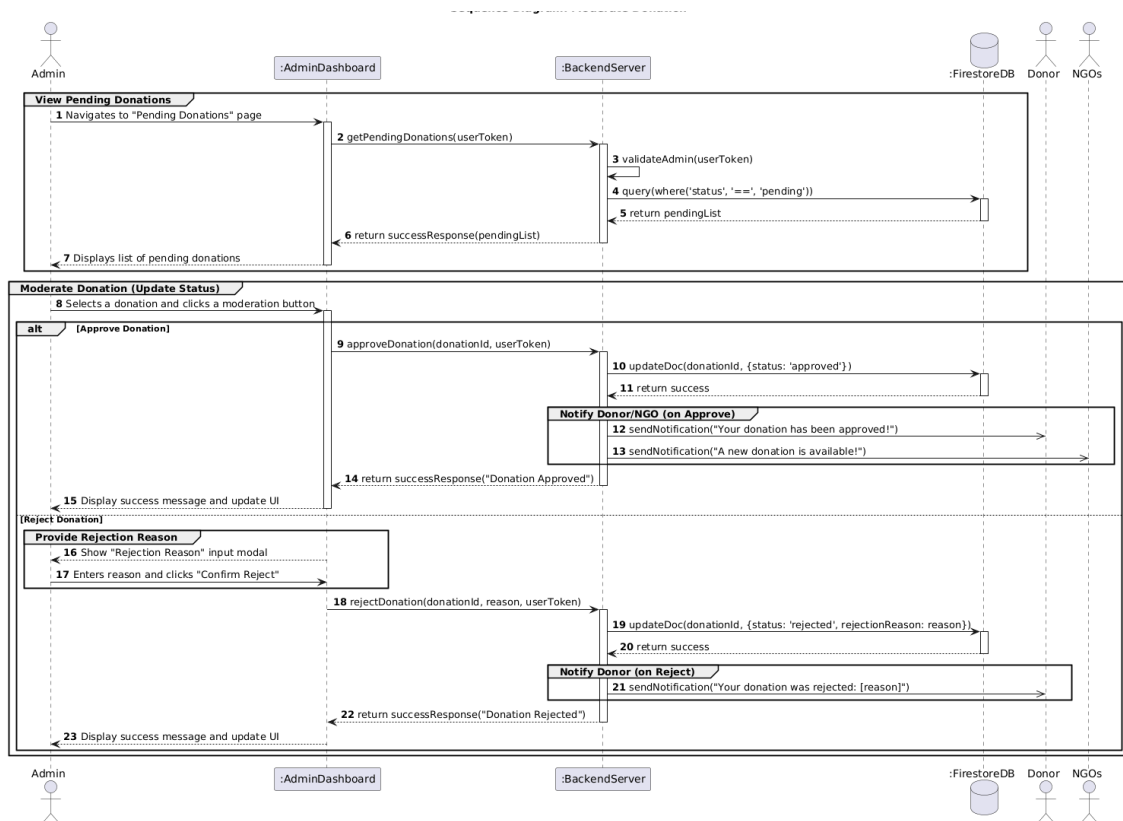 Admin
:AdminDashboard
:BackendServer
:FirestoreDB
Donor
NGOs
View Pending Donations
1 Navigates to "Pending Donations" page
2 getPendingDonations(userToken)
3 validateAdmin(userToken)
4 query(where('status', '==', 'pending'))
5 return pendingList
6 return successResponse(pendingList)
7 Displays list of pending donations
Moderate Donation (Update Status)
8 Selects a donation and clicks a moderation button
alt [Approve Donation]
9 approveDonation(donationId, userToken)
10 updateDoc(donationId, {status: 'approved'})
11 return success
Notify Donor/NGO (on Approve)
12 sendNotification("Your donation has been approved!")
13 sendNotification("A new donation is available!")
14 return successResponse("Donation Approved")
15 Display success message and update UI
[Reject Donation]
Provide Rejection Reason
16 Show "Rejection Reason" input modal
17 Enters reason and clicks "Confirm Reject"
18 rejectDonation(donationId, reason, userToken)
19 updateDoc(donationId, {status: 'rejected', rejectionReason: reason})
20 return success
Notify Donor (on Reject)
21 sendNotification("Your donation was rejected: [reason]")
22 return successResponse("Donation Rejected")
23 Display success message and update UI
Admin
:AdminDashboard
:BackendServer
:FirestoreDB
Donor
NGOs